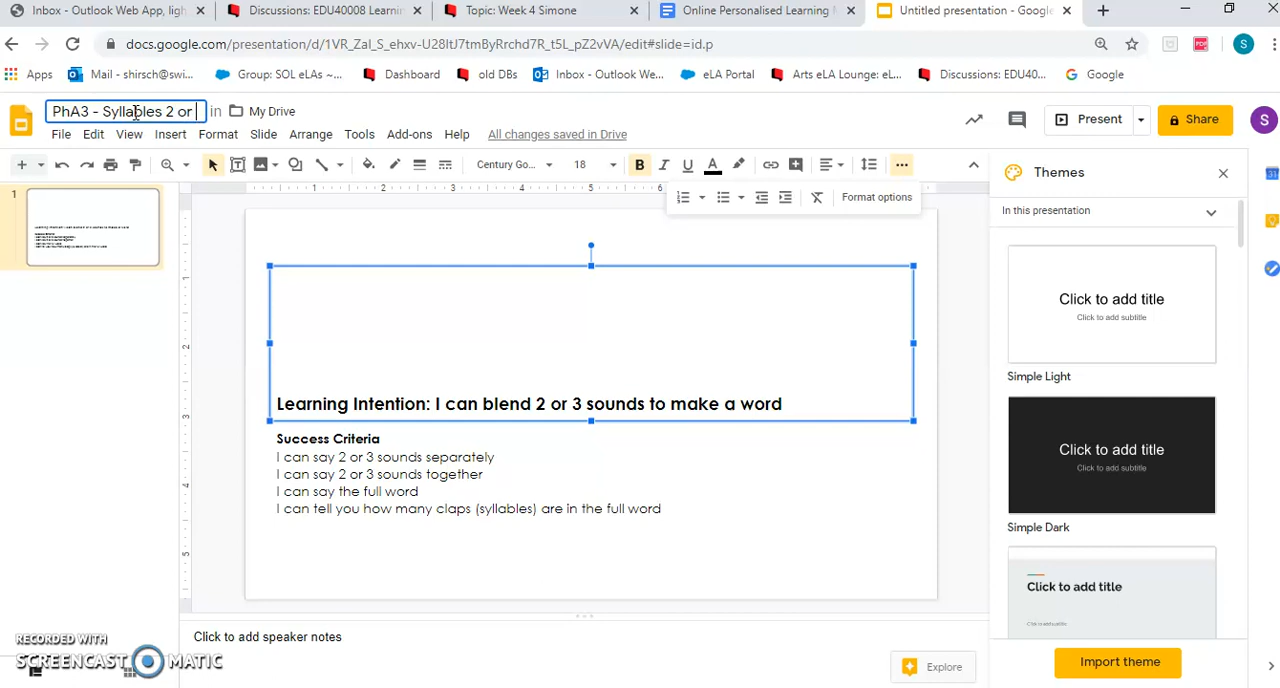 Inbox - Outlook Web App, ligh
Discussions: EDU40008 Learnin
Topic: Week 4 Simone
Online Personalised Learning
Untitled presentation - Google
docs.google.com/presentation/d/
/edit#slide=id.p
S
Apps
Mail - shirsch@swi...
Group: SOL eLAs ~...
Dashboard
old DBs
Inbox - Outlook We...
eLA Portal
Arts eLA Lounge: eL...
Discussions: EDU40...
Google
PhA3 - Syllables 2 or
in
My Drive
Present
Share
S
File Edit View Insert Format Slide Arrange Tools Add-ons Help All changes saved in Drive
Century Go...
18
B I U A
Format options
Themes
In this presentation
1
Click to add title
Click to add subtitle
Simple Light
Click to add title
Click to add subtitle
Simple Dark
Click to add title
Click to add subtitle
Import theme
Learning Intention: I can blend 2 or 3 sounds to make a word
Success Criteria
I can say 2 or 3 sounds separately
I can say 2 or 3 sounds together
I can say the full word
I can tell you how many claps (syllables) are in the full word
Click to add speaker notes
Explore
RECORDED WITH
SCREENCAST MATIC